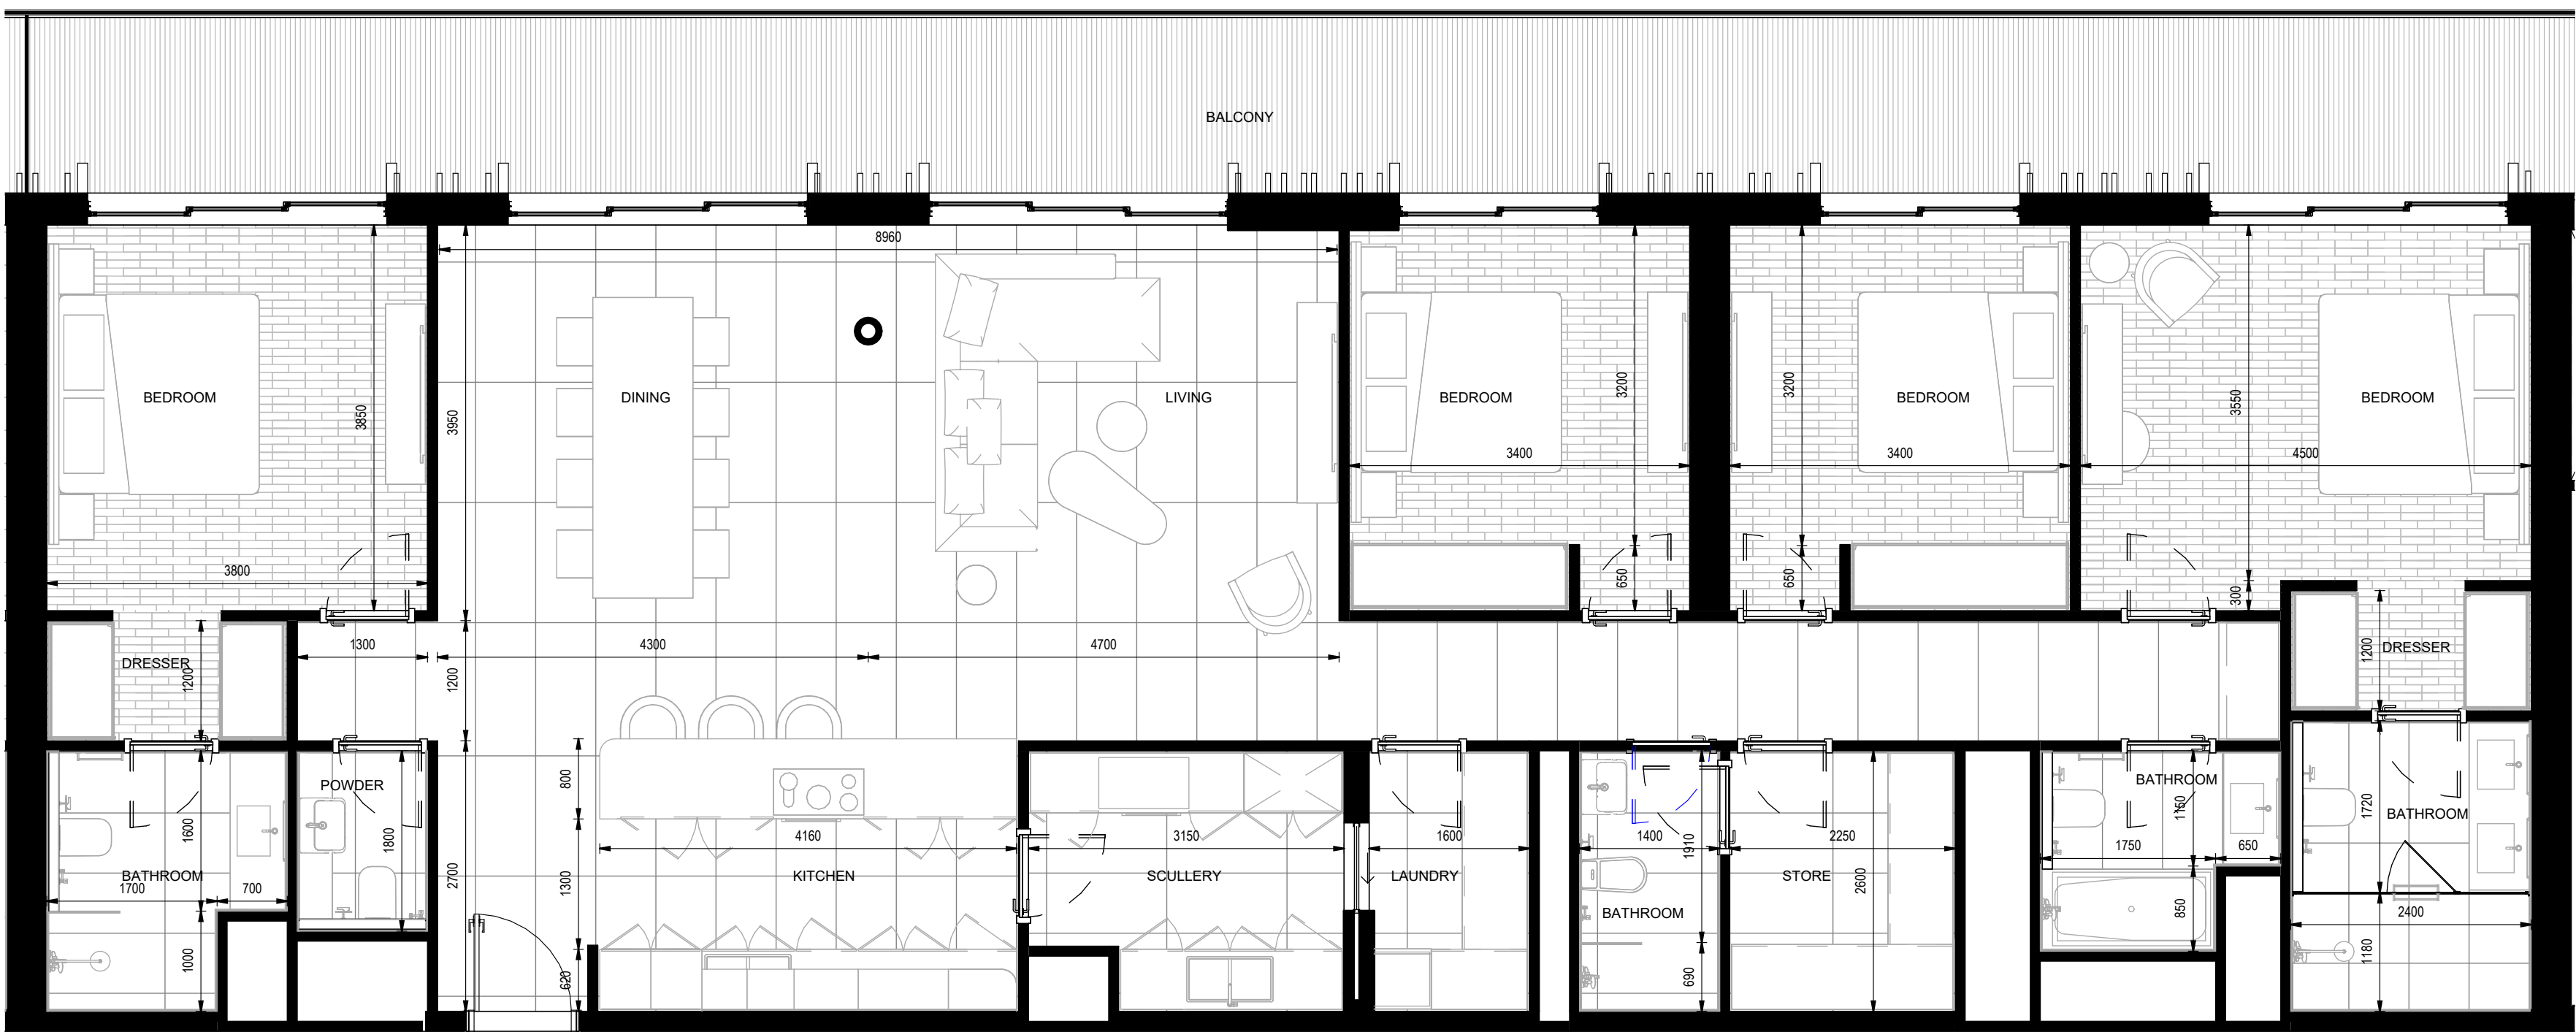 BALCONY
8960
BEDROOM
3850
3950
DINING
LIVING
BEDROOM
3200
3200
BEDROOM
3550
BEDROOM
3400
3400
4500
3800
650
650
300
DRESSER
1200
1300
1200
4300
4700
1200
DRESSER
POWDER
1600
1800
BATHROOM
1700
700
1000
2700
800
4160
1300
KITCHEN
620
3150
SCULLERY
1600
LAUNDRY
1400
1910
BATHROOM
690
2250
STORE
2600
BATHROOM
1150
1750
650
850
1720
BATHROOM
2400
1180